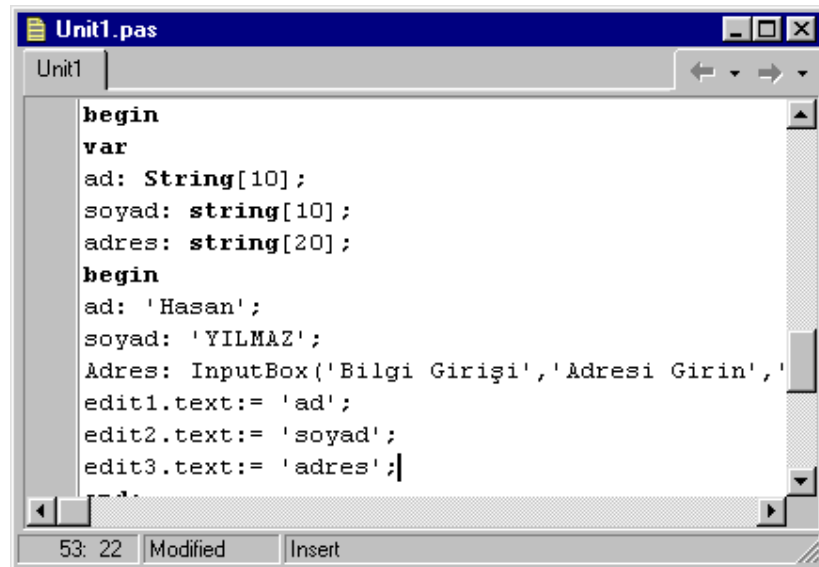 Unit1.pas
Unit1
begin
var
ad: String[10];
soyad: string[10];
adres: string[20];
begin
ad: 'Hasan';
soyad: 'YILMAZ';
Adres: InputBox('Bilgi Girişi','Adresi Girin','
edit1.text:= 'ad';
edit2.text:= 'soyad';
edit3.text:= 'adres';
53: 22 Modified Insert